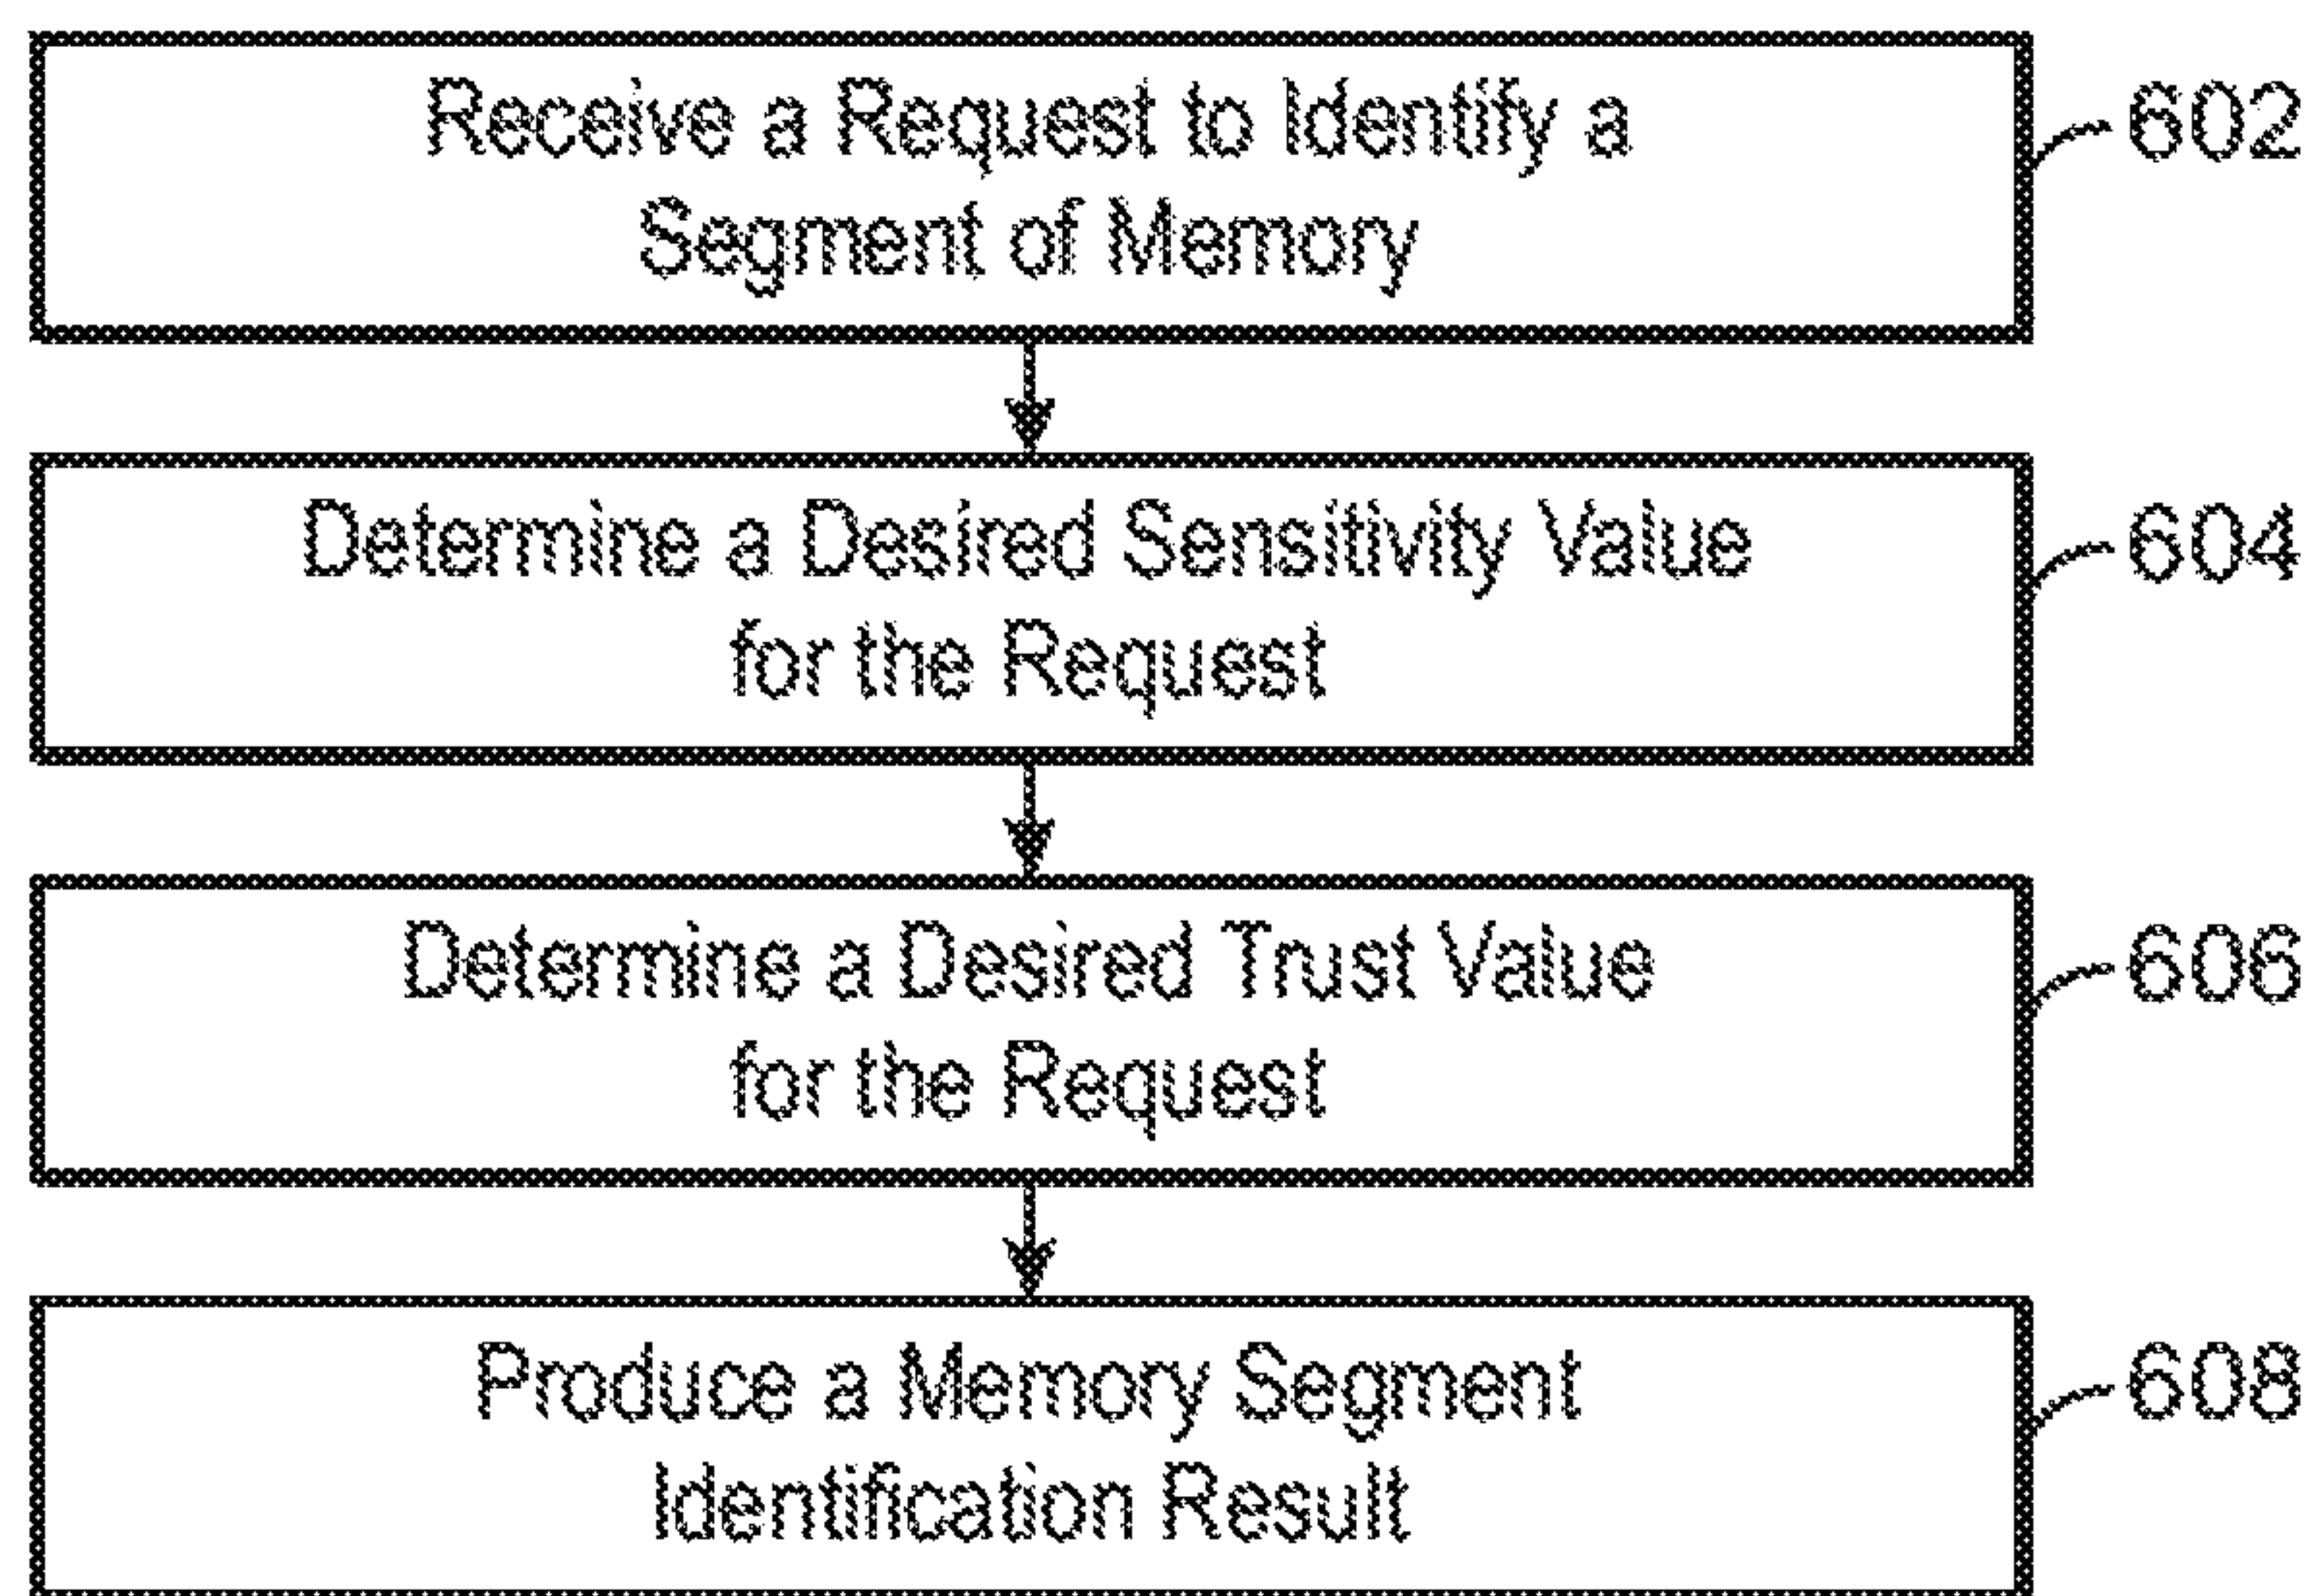 Receive a Request to Identify a
Segment of Memory
602
Determine a Desired Sensitivity Value
for the Request
604
Determine a Desired Trust Value
for the Request
606
Produce a Memory Segment
Identification Result
608